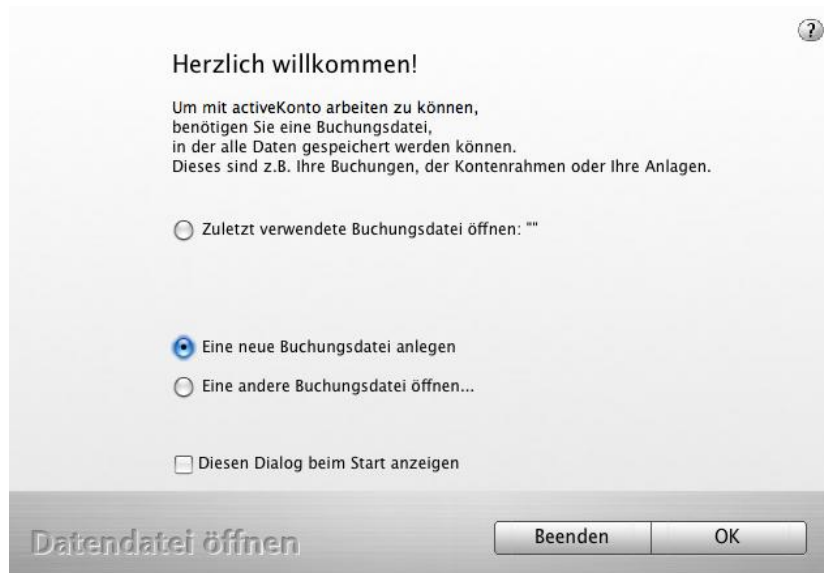 ?
Herzlich willkommen!
Um mit activeKonto arbeiten zu können,
benötigen Sie eine Buchungsdatei,
in der alle Daten gespeichert werden können.
Dieses sind z.B. Ihre Buchungen, der Kontenrahmen oder Ihre Anlagen.
Zuletzt verwendete Buchungsdatei öffnen: ""
Eine neue Buchungsdatei anlegen
Eine andere Buchungsdatei öffnen...
Diesen Dialog beim Start anzeigen
Datendatei öffnen
Beenden
OK